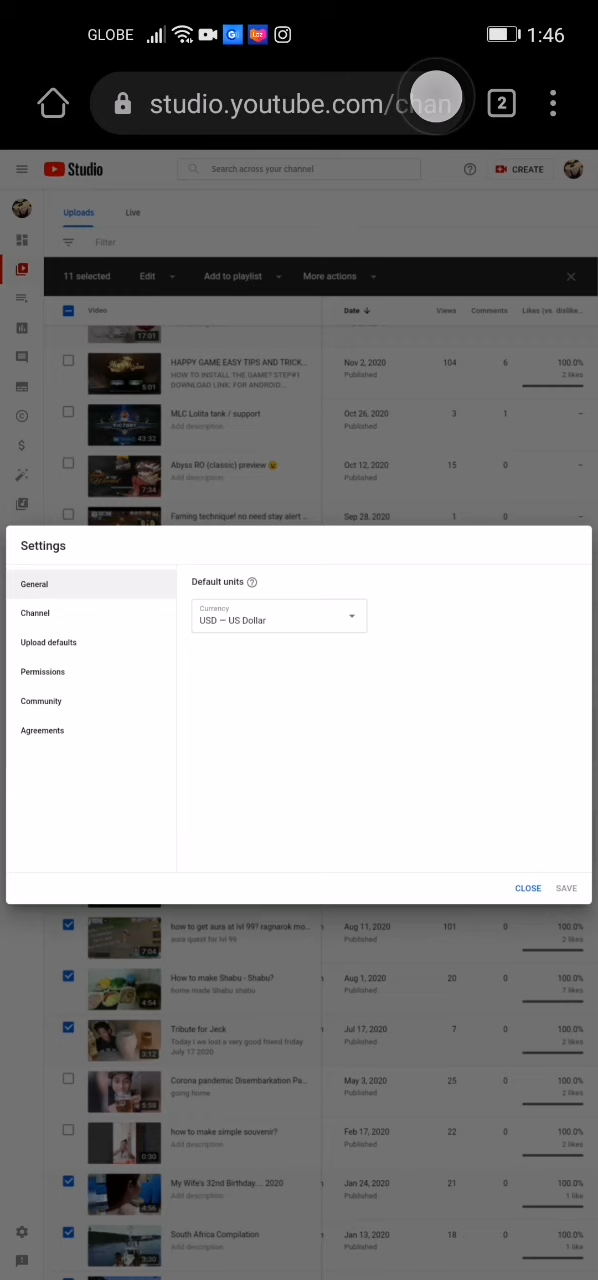 GLOBE 1:46
studio.youtube.com/chan 2
Studio Search across your channel CREATE
Uploads Live
Filter
11 selected Edit Add to playlist More actions
Video Date Views Comments Likes (vs. dislike...
17:01
HAPPY GAME EASY TIPS AND TRICK... Nov 2, 2020 104 6 100.0%
HOW TO INSTALL THE GAME? STEP#1 Published 2 likes
DOWNLOAD LINK: FOR ANDROID...
5:01
MLC Lolita tank / support Oct 26, 2020 3 1 –
Add description Published
43:32
Abyss RO (classic) preview 😉 Oct 12, 2020 15 0 –
Add description Published
7:34
Faming technique! no need stay alert ... Sep 28, 2020 1 0 –
Settings
General
Channel
Upload defaults
Permissions
Community
Agreements
Default units
Currency
USD — US Dollar
CLOSE SAVE
how to get aura at lvl 99? ragnarok mo... Aug 11, 2020 101 0 100.0%
aura quest for lvl 99 Published 2 likes
7:04
How to make Shabu - Shabu? Aug 1, 2020 20 0 100.0%
home made Shabu shabu Published 7 likes
4:54
Tribute for Jeck Jul 17, 2020 7 0 100.0%
Today I we lost a very good friend friday Published 2 likes
July 17 2020
3:12
Corona pandemic Disembarkation Pa... May 3, 2020 25 0 100.0%
going home Published 2 likes
9:58
how to make simple souvenir? Feb 17, 2020 22 0 100.0%
Add description Published 2 likes
0:30
My Wife's 32nd Birthday.... 2020 Jan 24, 2020 21 0 100.0%
Add description Published 1 like
4:56
South Africa Compilation Jan 13, 2020 18 0 100.0%
Add description Published 1 like
3:30